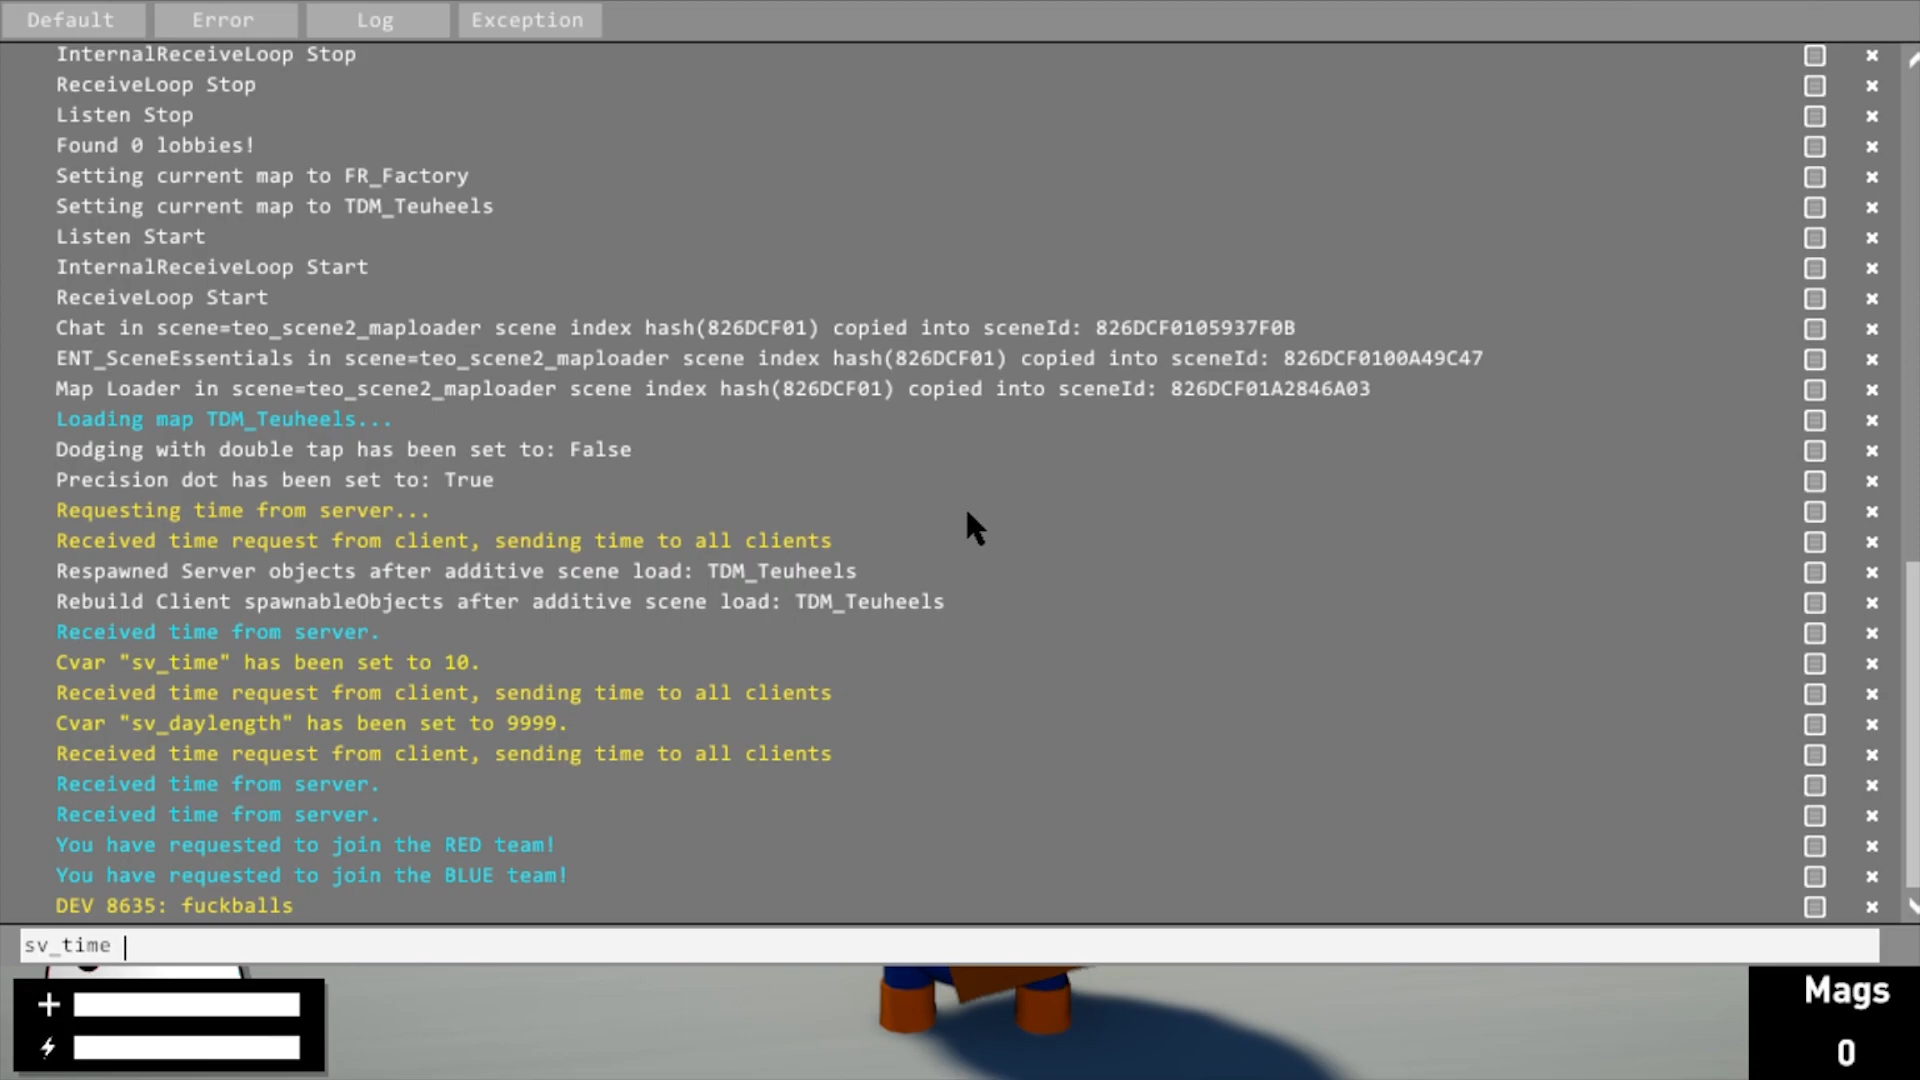 Default Error Log Exception
InternalReceiveLoop Stop
ReceiveLoop Stop
Listen Stop
Found 0 lobbies!
Setting current map to FR_Factory
Setting current map to TDM_Teuheels
Listen Start
InternalReceiveLoop Start
ReceiveLoop Start
Chat in scene=teo_scene2_maploader scene index hash(826DCF01) copied into sceneId: 826DCF0105937F0B
ENT_SceneEssentials in scene=teo_scene2_maploader scene index hash(826DCF01) copied into sceneId: 826DCF0100A49C47
Map Loader in scene=teo_scene2_maploader scene index hash(826DCF01) copied into sceneId: 826DCF01A2846A03
Loading map TDM_Teuheels...
Dodging with double tap has been set to: False
Precision dot has been set to: True
Requesting time from server...
Received time request from client, sending time to all clients
Respawned Server objects after additive scene load: TDM_Teuheels
Rebuild Client spawnableObjects after additive scene load: TDM_Teuheels
Received time from server.
Cvar "sv_time" has been set to 10.
Received time request from client, sending time to all clients
Cvar "sv_daylength" has been set to 9999.
Received time request from client, sending time to all clients
Received time from server.
Received time from server.
You have requested to join the RED team!
You have requested to join the BLUE team!
DEV 8635: fuckballs
sv_time
Mags
0